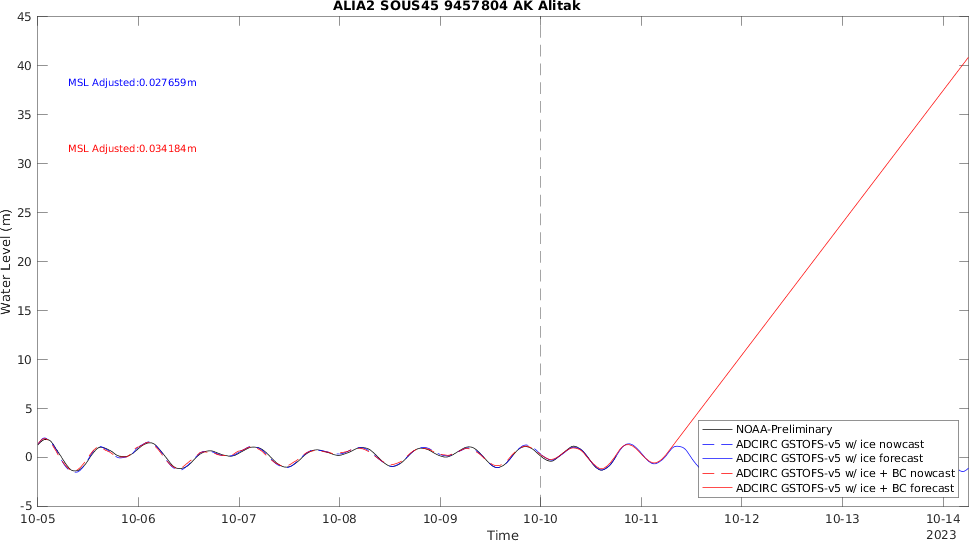 ALIA2 SOUS45 9457804 AK Alitak
45
40
35
30
25
20
15
10
5
0
-5
Water Level (m)
MSL Adjusted:0.027659m
MSL Adjusted:0.034184m
NOAA-Preliminary
ADCIRC GSTOFS-v5 w/ ice nowcast
ADCIRC GSTOFS-v5 w/ ice forecast
ADCIRC GSTOFS-v5 w/ ice + BC nowcast
ADCIRC GSTOFS-v5 w/ ice + BC forecast
10-05 10-06 10-07 10-08 10-09 10-10 10-11 10-12 10-13 10-14
2023
Time